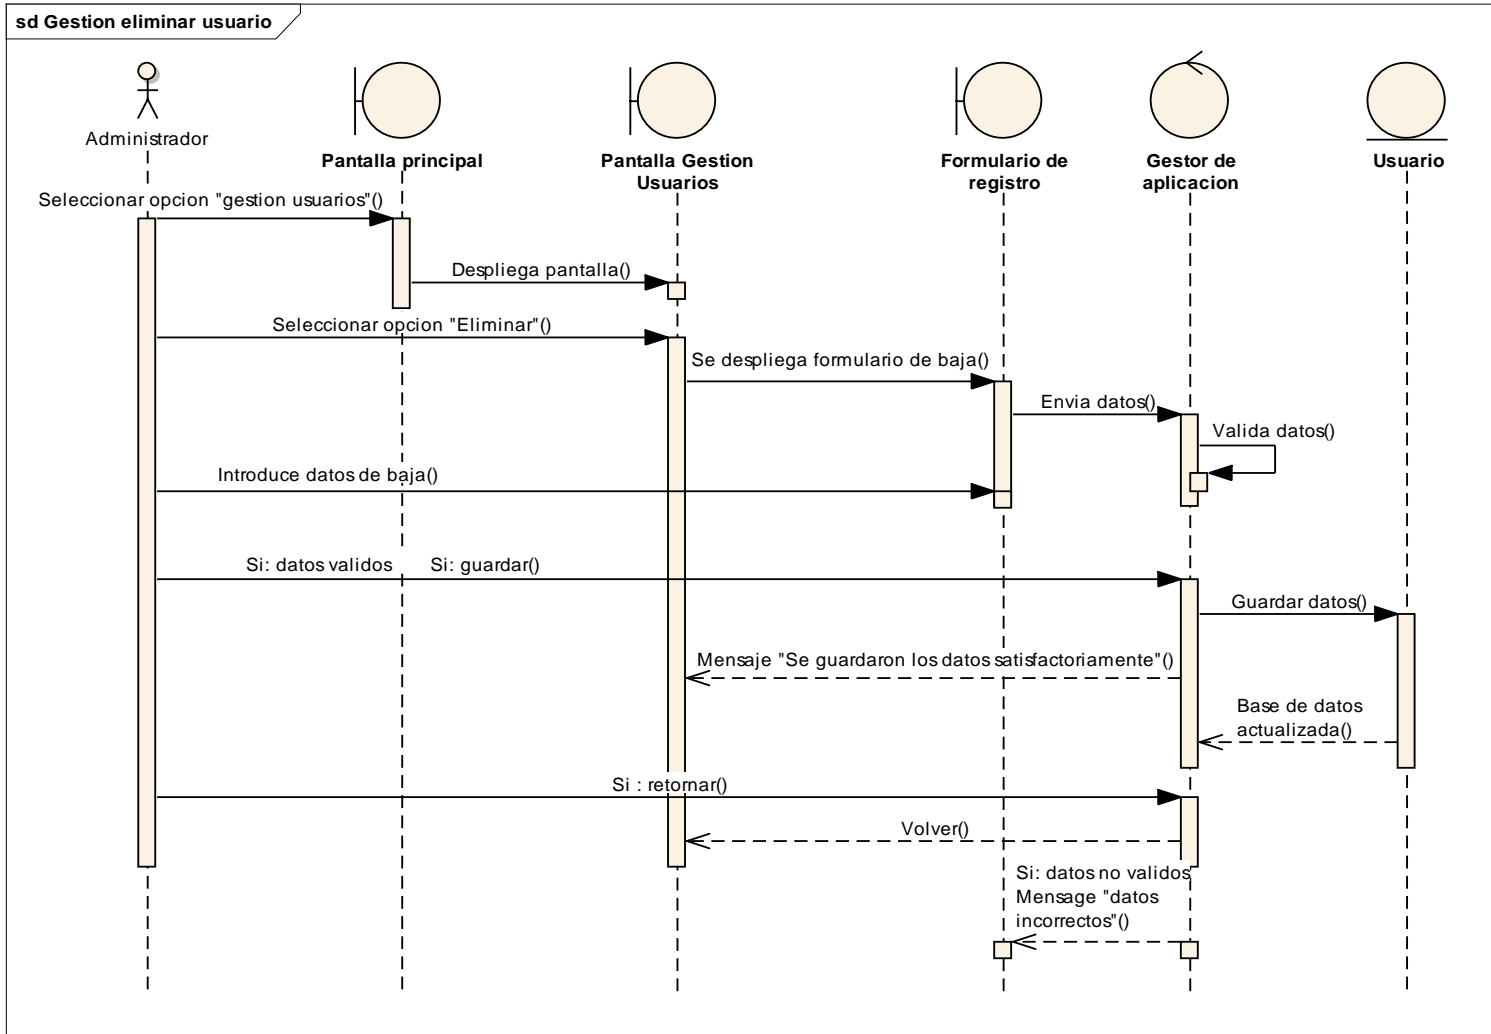 sd Gestion eliminar usuario
Administrador
Pantalla principal
Pantalla Gestion
Usuarios
Formulario de
registro
Gestor de
aplicacion
Usuario
Seleccionar opcion "gestion usuarios"()
Despliega pantalla()
Seleccionar opcion "Eliminar"()
Se despliega formulario de baja()
Envia datos()
Valida datos()
Introduce datos de baja()
Si: datos validos Si: guardar()
Guardar datos()
Mensaje "Se guardaron los datos satisfactoriamente"()
Base de datos
actualizada()
Si : retornar()
Volver()
Si: datos no validos
Mensage "datos
incorrectos"()